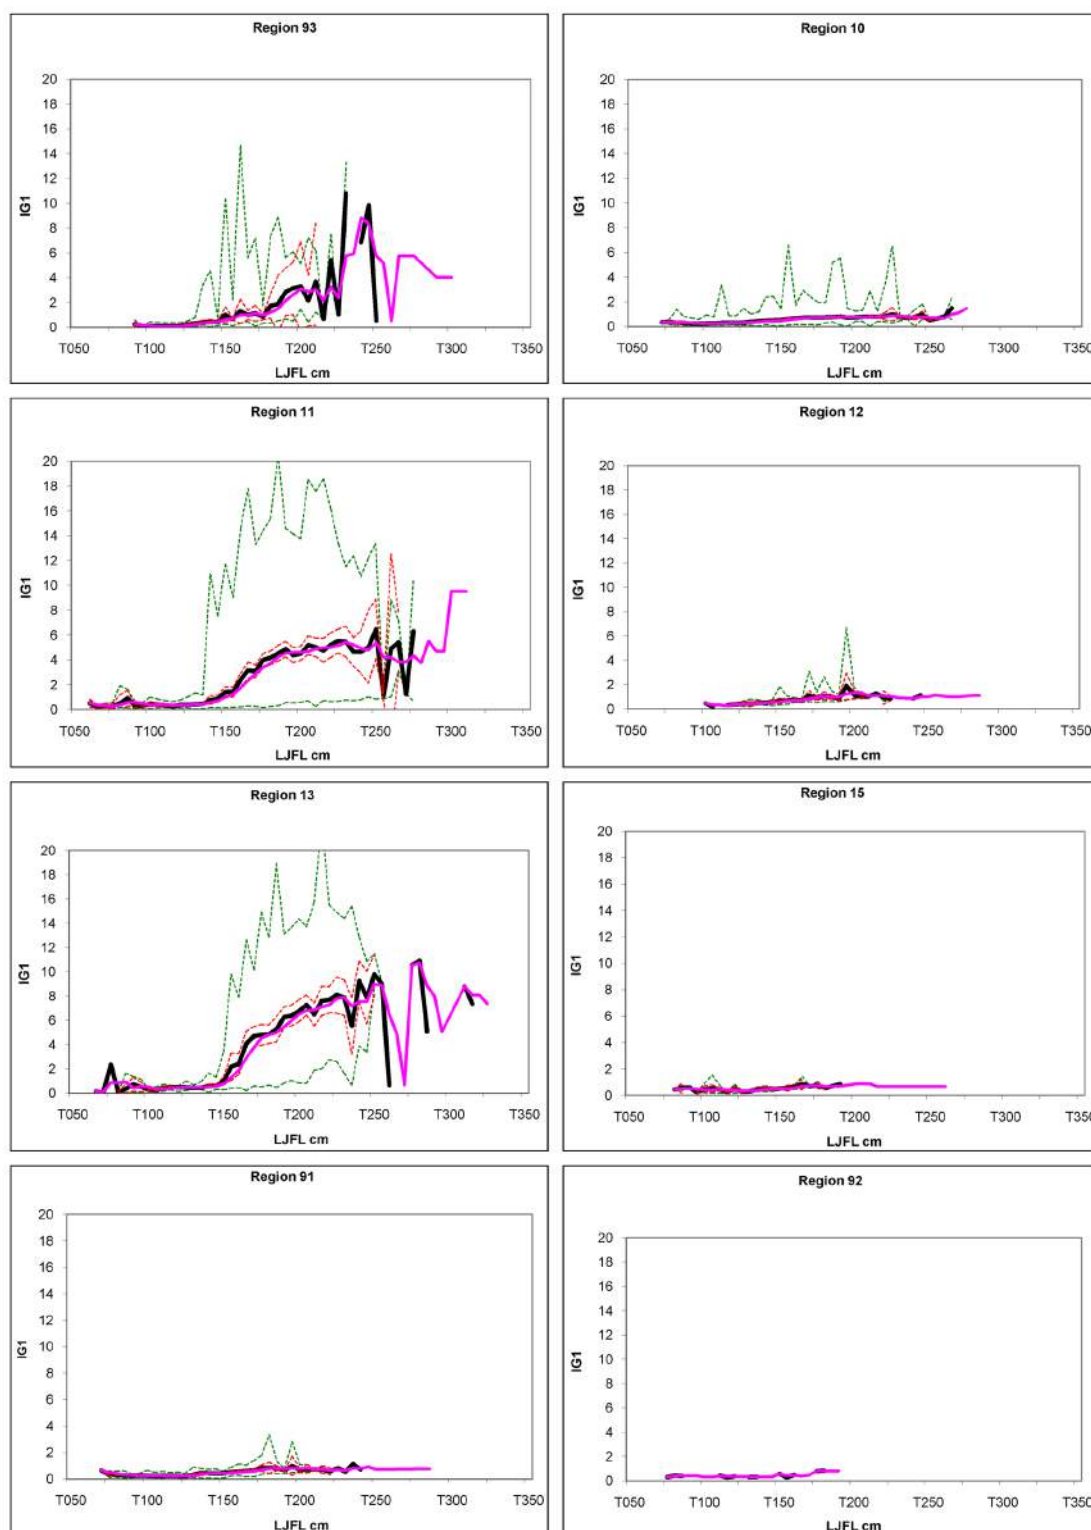 Region 93
20
18
16
14
12
10
8
6
4
2
0
IG1
T050 T100 T150 T200 T250 T300 T350
LJFL cm
Region 10
20
18
16
14
12
10
8
6
4
2
0
IG1
T050 T100 T150 T200 T250 T300 T350
LJFL cm
Region 11
20
18
16
14
12
10
8
6
4
2
0
IG1
T050 T100 T150 T200 T250 T300 T350
LJFL cm
Region 12
20
18
16
14
12
10
8
6
4
2
0
IG1
T050 T100 T150 T200 T250 T300 T350
LJFL cm
Region 13
20
18
16
14
12
10
8
6
4
2
0
IG1
T050 T100 T150 T200 T250 T300 T350
LJFL cm
Region 15
20
18
16
14
12
10
8
6
4
2
0
IG1
T050 T100 T150 T200 T250 T300 T350
LJFL cm
Region 91
20
18
16
14
12
10
8
6
4
2
0
IG1
T050 T100 T150 T200 T250 T300 T350
LJFL cm
Region 92
20
18
16
14
12
10
8
6
4
2
0
IG1
T050 T100 T150 T200 T250 T300 T350
LJFL cm